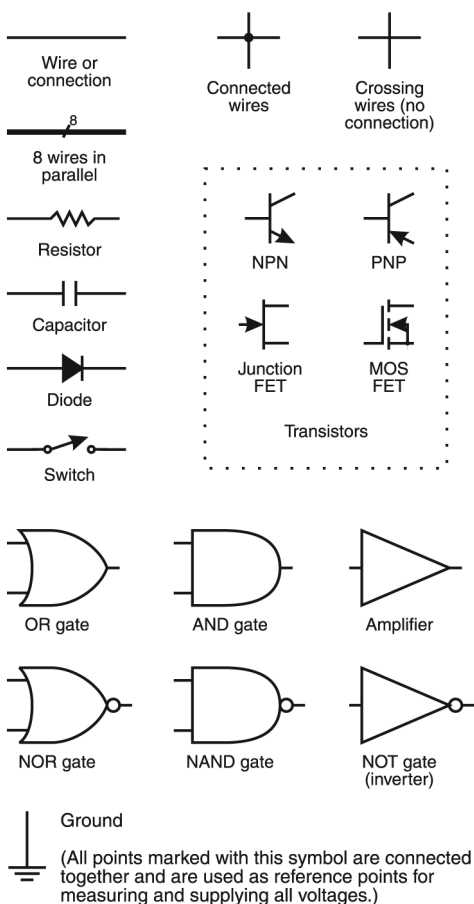 Wire or
connection
Connected
wires
Crossing
wires (no
connection)
8
8 wires in
parallel
Resistor
Capacitor
Diode
Switch
NPN
PNP
Junction
FET
MOS
FET
Transistors
OR gate
AND gate
Amplifier
NOR gate
NAND gate
NOT gate
(inverter)
Ground
(All points marked with this symbol are connected
together and are used as reference points for
measuring and supplying all voltages.)